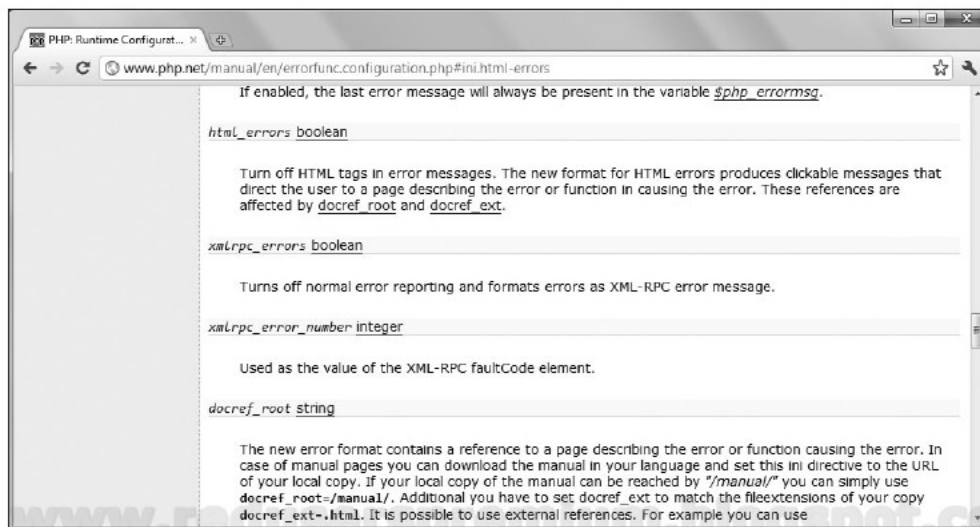 PHP: Runtime Configurat...
www.php.net/manual/en/errorfunc.configuration.php#ini.html-errors
If enabled, the last error message will always be present in the variable $php_errormsg.
html_errors boolean
Turn off HTML tags in error messages. The new format for HTML errors produces clickable messages that
direct the user to a page describing the error or function in causing the error. These references are
affected by docref_root and docref_ext.
xmlrpc_errors boolean
Turns off normal error reporting and formats errors as XML-RPC error message.
xmlrpc_error_number integer
Used as the value of the XML-RPC faultCode element.
docref_root string
The new error format contains a reference to a page describing the error or function causing the error. In
case of manual pages you can download the manual in your language and set this ini directive to the URL
of your local copy. If your local copy of the manual can be reached by "/manual/" you can simply use
docref_root=/manual/. Additional you have to set docref_ext to match the fileextensions of your copy
docref_ext=.html. It is possible to use external references. For example you can use